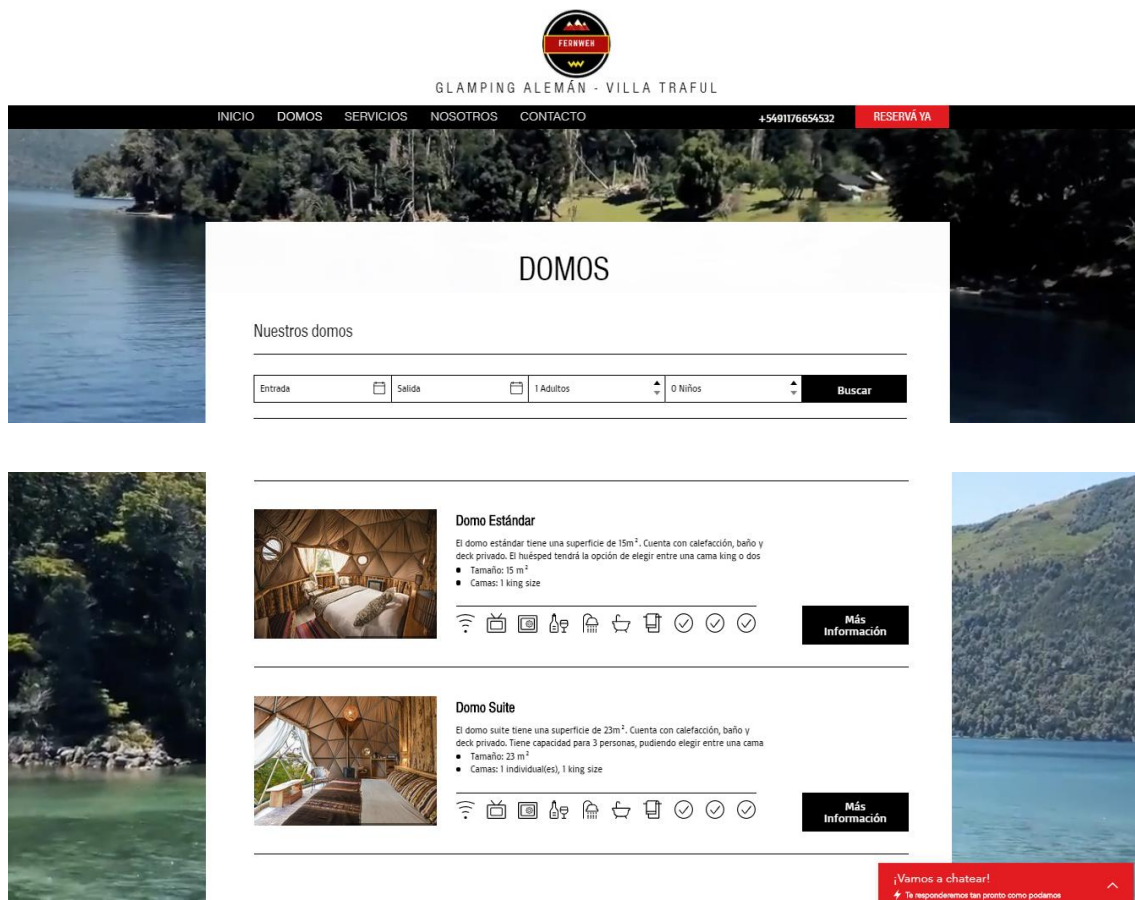 FERNWEH
GLAMPING ALEMÁN - VILLA TRAFUL
INICIO DOMOS SERVICIOS NOSOTROS CONTACTO +5491176654532 RESERVÁ YA
DOMOS
Nuestros domos
Entrada Salida 1 Adultos 0 Niños Buscar
Domo Estándar
El domo estándar tiene una superficie de 15m². Cuenta con calefacción, baño y
deck privado. El huésped tendrá la opción de elegir entre una cama king o dos
• Tamaño: 15 m²
• Camas: 1 king size
Más
Información
Domo Suite
El domo suite tiene una superficie de 23m². Cuenta con calefacción, baño y
deck privado. Tiene capacidad para 3 personas, pudiendo elegir entre una cama
• Tamaño: 23 m²
• Camas: 1 individual(es), 1 king size
Más
Información
¡Vamos a chatear!
Te responderemos tan pronto como podamos